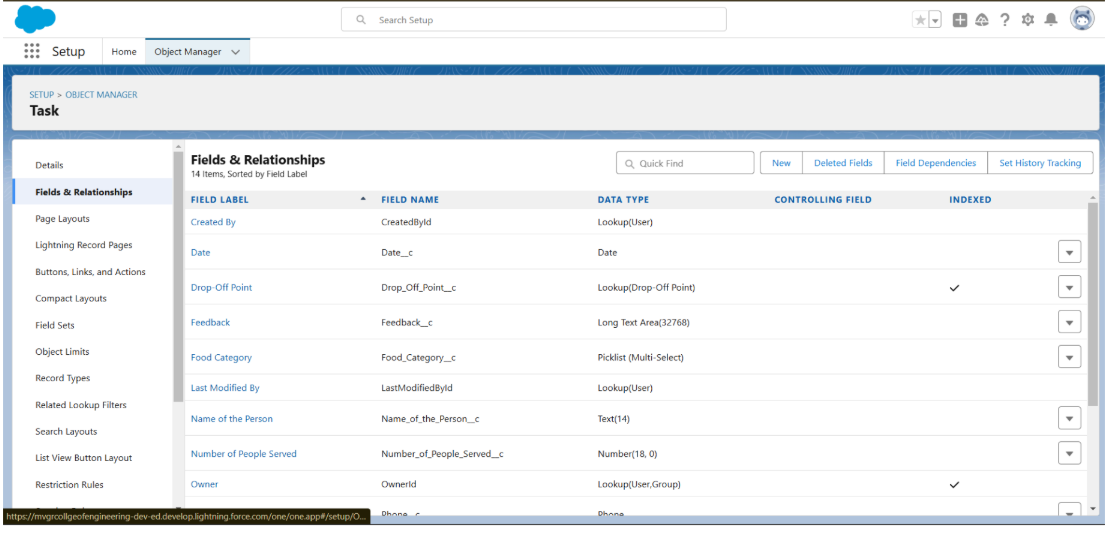 Search Setup
Setup Home Object Manager
SETUP > OBJECT MANAGER
Task
Details
Fields & Relationships
Page Layouts
Lightning Record Pages
Buttons, Links, and Actions
Compact Layouts
Field Sets
Object Limits
Record Types
Related Lookup Filters
Search Layouts
List View Button Layout
Restriction Rules
Fields & Relationships
14 Items, Sorted by Field Label
Quick Find New Deleted Fields Field Dependencies Set History Tracking
FIELD LABEL FIELD NAME DATA TYPE CONTROLLING FIELD INDEXED
Created By CreatedById Lookup(User)
Date Date__c Date
Drop-Off Point Drop_Off_Point__c Lookup(Drop-Off Point)
Feedback Feedback__c Long Text Area(32768)
Food Category Food_Category__c Picklist (Multi-Select)
Last Modified By LastModifiedById Lookup(User)
Name of the Person Name_of_the_Person__c Text(14)
Number of People Served Number_of_People_Served__c Number(18, 0)
Owner OwnerId Lookup(User,Group)
Phone__c Phone
https://mvgrcollgeofengineering-dev-ed.develop.lightning.force.com/one/one.app#/setup/O...